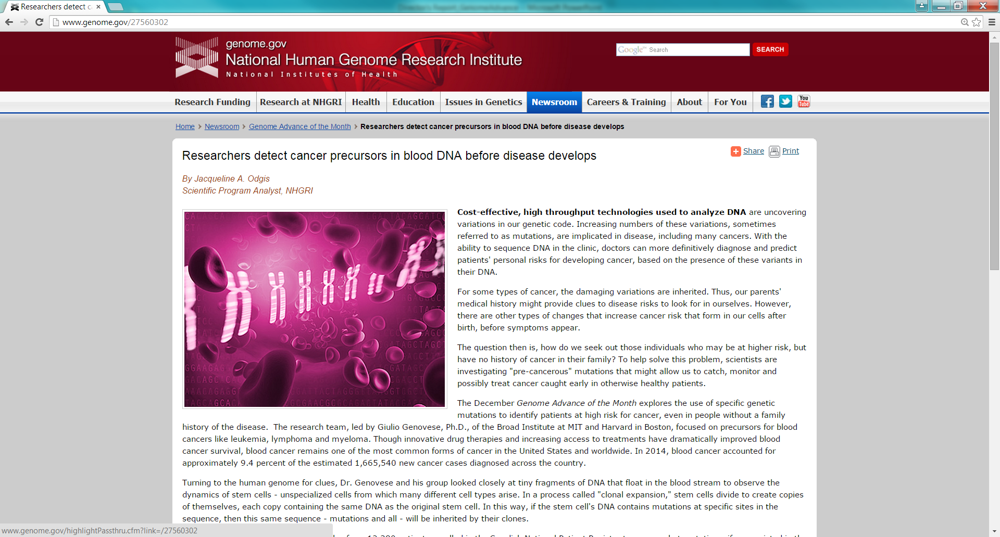 Researchers detect c
www.genome.gov/27560302
genome.gov
National Human Genome Research Institute
National Institutes of Health
Google™ Search
SEARCH
Research Funding
Research at NHGRI
Health
Education
Issues in Genetics
Newsroom
Careers & Training
About
For You
You
Tube
Home > Newsroom > Genome Advance of the Month > Researchers detect cancer precursors in blood DNA before disease develops
Researchers detect cancer precursors in blood DNA before disease develops
Share
Print
By Jacqueline A. Odgis
Scientific Program Analyst, NHGRI
Cost-effective, high throughput technologies used to analyze DNA are uncovering
variations in our genetic code. Increasing numbers of these variations, sometimes
referred to as mutations, are implicated in disease, including many cancers. With the
ability to sequence DNA in the clinic, doctors can more definitively diagnose and predict
patients' personal risks for developing cancer, based on the presence of these variants in
their DNA.
For some types of cancer, the damaging variations are inherited. Thus, our parents'
medical history might provide clues to disease risks to look for in ourselves. However,
there are other types of changes that increase cancer risk that form in our cells after
birth, before symptoms appear.
The question then is, how do we seek out those individuals who may be at higher risk, but
have no history of cancer in their family? To help solve this problem, scientists are
investigating "pre-cancerous" mutations that might allow us to catch, monitor and
possibly treat cancer caught early in otherwise healthy patients.
The December Genome Advance of the Month explores the use of specific genetic
mutations to identify patients at high risk for cancer, even in people without a family
history of the disease.  The research team, led by Giulio Genovese, Ph.D., of the Broad Institute at MIT and Harvard in Boston, focused on precursors for blood
cancers like leukemia, lymphoma and myeloma. Though innovative drug therapies and increasing access to treatments have dramatically improved blood
cancer survival, blood cancer remains one of the most common forms of cancer in the United States and worldwide. In 2014, blood cancer accounted for
approximately 9.4 percent of the estimated 1,665,540 new cancer cases diagnosed across the country.
Turning to the human genome for clues, Dr. Genovese and his group looked closely at tiny fragments of DNA that float in the blood stream to observe the
dynamics of stem cells - unspecialized cells from which many different cell types arise. In a process called "clonal expansion," stem cells divide to create copies
of themselves, each copy containing the same DNA as the original stem cell. In this way, if the stem cell's DNA contains mutations at specific sites in the
sequence, then this same sequence - mutations and all - will be inherited by their clones.
www.genome.gov/highlightPassthru.cfm?link=/27560302